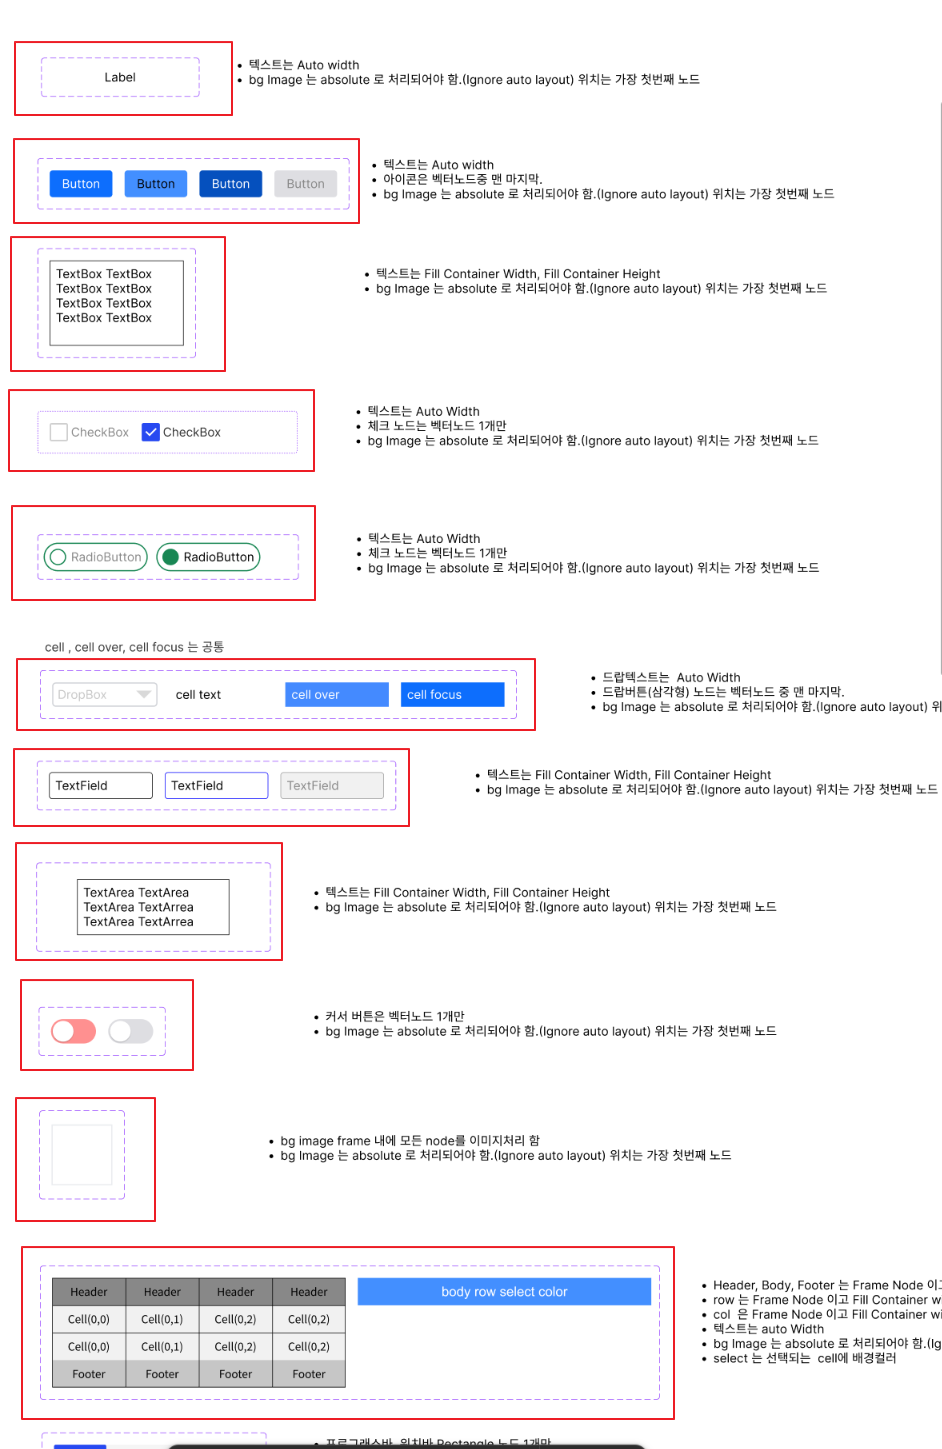 Label
• 텍스트는 Auto width
• bg Image 는 absolute 로 처리되어야 함.(Ignore auto layout) 위치는 가장 첫번째 노드
Button Button Button Button
• 텍스트는 Auto width
• 아이콘은 벡터노드중 맨 마지막.
• bg Image 는 absolute 로 처리되어야 함.(Ignore auto layout) 위치는 가장 첫번째 노드
TextBox TextBox
TextBox TextBox
TextBox TextBox
TextBox TextBox
• 텍스트는 Fill Container Width, Fill Container Height
• bg Image 는 absolute 로 처리되어야 함.(Ignore auto layout) 위치는 가장 첫번째 노드
CheckBox CheckBox
• 텍스트는 Auto Width
• 체크 노드는 벡터노드 1개만
• bg Image 는 absolute 로 처리되어야 함.(Ignore auto layout) 위치는 가장 첫번째 노드
RadioButton RadioButton
• 텍스트는 Auto Width
• 체크 노드는 벡터노드 1개만
• bg Image 는 absolute 로 처리되어야 함.(Ignore auto layout) 위치는 가장 첫번째 노드
cell , cell over, cell focus 는 공통
DropBox cell text cell over cell focus
• 드랍텍스트는 Auto Width
• 드랍버튼(삼각형) 노드는 벡터노드 중 맨 마지막.
• bg Image 는 absolute 로 처리되어야 함.(Ignore auto layout) 위
TextField TextField TextField
• 텍스트는 Fill Container Width, Fill Container Height
• bg Image 는 absolute 로 처리되어야 함.(Ignore auto layout) 위치는 가장 첫번째 노드
TextArea TextArea
TextArea TextArrea
TextArea TextArrea
• 텍스트는 Fill Container Width, Fill Container Height
• bg Image 는 absolute 로 처리되어야 함.(Ignore auto layout) 위치는 가장 첫번째 노드
• 커서 버튼은 벡터노드 1개만
• bg Image 는 absolute 로 처리되어야 함.(Ignore auto layout) 위치는 가장 첫번째 노드
• bg image frame 내에 모든 node를 이미지처리 함
• bg Image 는 absolute 로 처리되어야 함.(Ignore auto layout) 위치는 가장 첫번째 노드
Header Header Header Header
Cell(0,0) Cell(0,1) Cell(0,2) Cell(0,2)
Cell(0,0) Cell(0,1) Cell(0,2) Cell(0,2)
Footer Footer Footer Footer
body row select color
• Header, Body, Footer 는 Frame Node 이고
• row 는 Frame Node 이고 Fill Container wi
• col 은 Frame Node 이고 Fill Container wi
• 텍스트는 auto Width
• bg Image 는 absolute 로 처리되어야 함.(Ig
• select 는 선택되는 cell에 배경컬러
• 프로그래스바, 위치바 Rectangle 노드 1개만